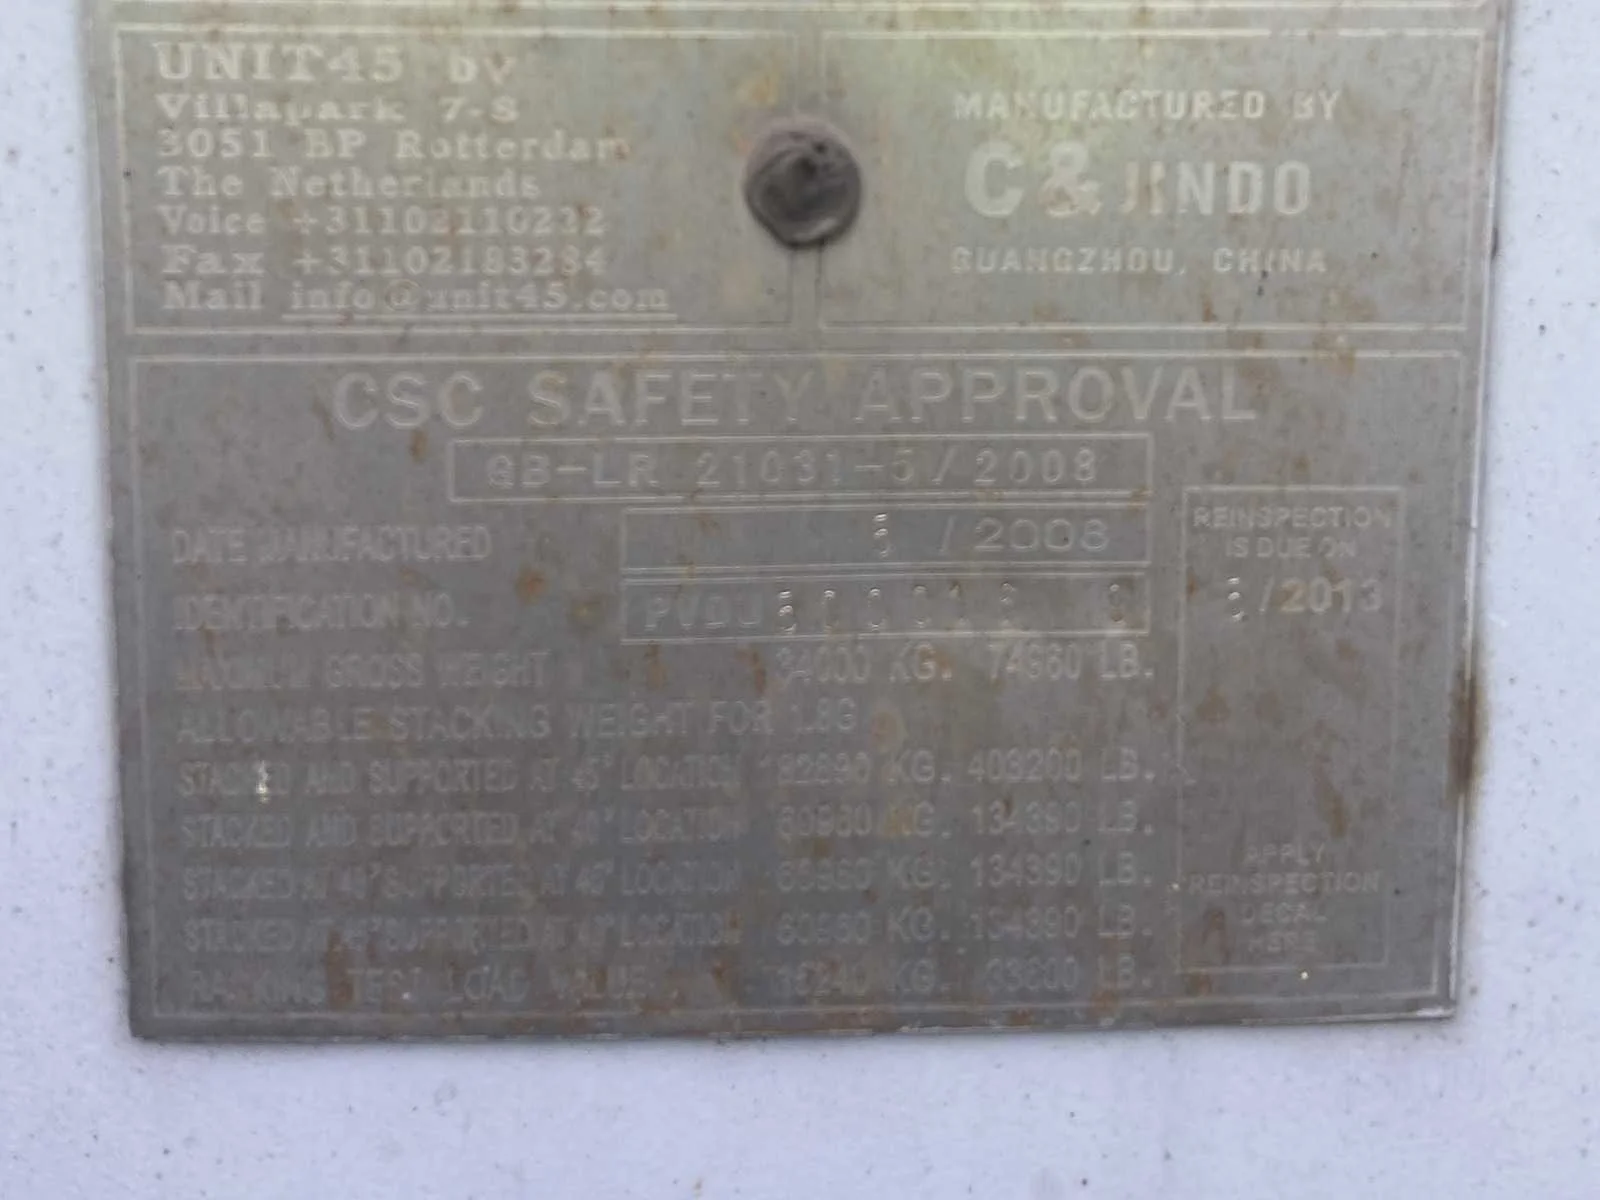 UNIT45 bv
Villapark 7-8
3051 BP Rotterdam
The Netherlands
Voice +31102110222
Fax +31102183284
Mail info@unit45.com
MANUFACTURED BY
C& JINDO
GUANGZHOU, CHINA
CSC SAFETY APPROVAL
GB-LR 21031-5/2008
DATE MANUFACTURED 5 /2008
IDENTIFICATION NO. PVDU
MAXIMUM GROSS WEIGHT 34000 KG. 74960 LB.
ALLOWABLE STACKING WEIGHT FOR 1.8G
STACKED AND SUPPORTED AT 45' LOCATION KG. LB.
STACKED AND SUPPORTED AT 40' LOCATION 60960 KG. 134390 LB.
STACKED AT 40' SUPPORTED AT 40' LOCATION 60960 KG. 134390 LB.
STACKED AT 45' SUPPORTED AT 40' LOCATION 60960 KG. 134390 LB.
RACKING TEST LOAD VALUE 15240 KG. 33600 LB.
REINSPECTION
IS DUE ON
5/2013
APPLY
REINSPECTION
DECAL
HERE